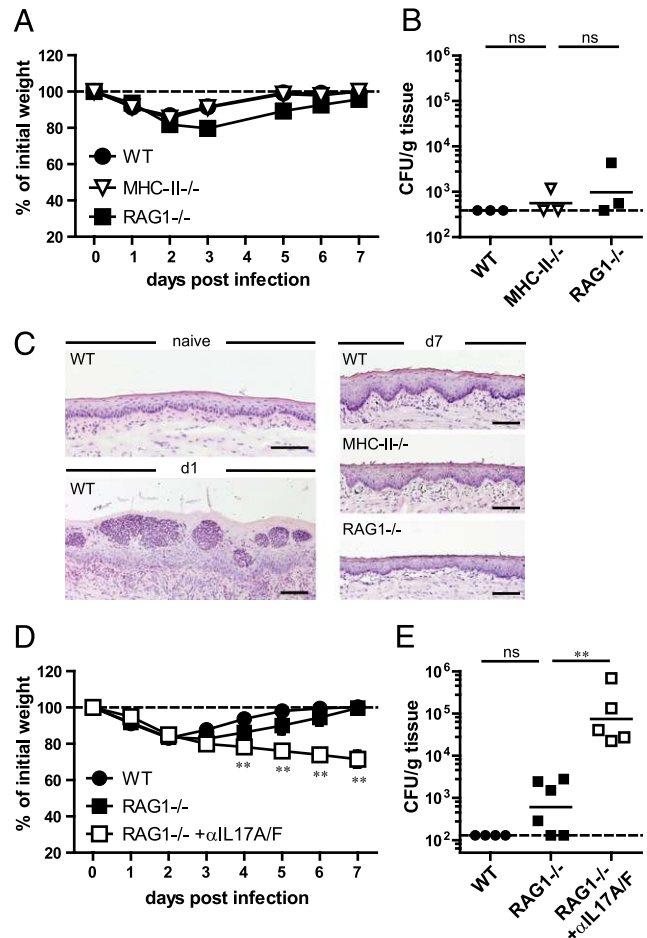 A
% of initial weight
120
100
80
60
40
20
WT
MHC-II-/-
RAG1-/-
0 1 2 3 4 5 6 7
days post infection
B
ns ns
CFU/g tissue
10⁶
10⁵
10⁴
10³
10²
WT
MHC-II-/-
RAG1-/-
C
naive
WT
d1
WT
d7
WT
MHC-II-/-
RAG1-/-
D
% of initial weight
120
100
80
60
40
20
** ** ** **
WT
RAG1-/-
RAG1-/- +αIL17A/F
0 1 2 3 4 5 6 7
days post infection
E
ns **
CFU/g tissue
10⁶
10⁵
10⁴
10³
10²
WT
RAG1-/-
RAG1-/-
+αIL17A/F